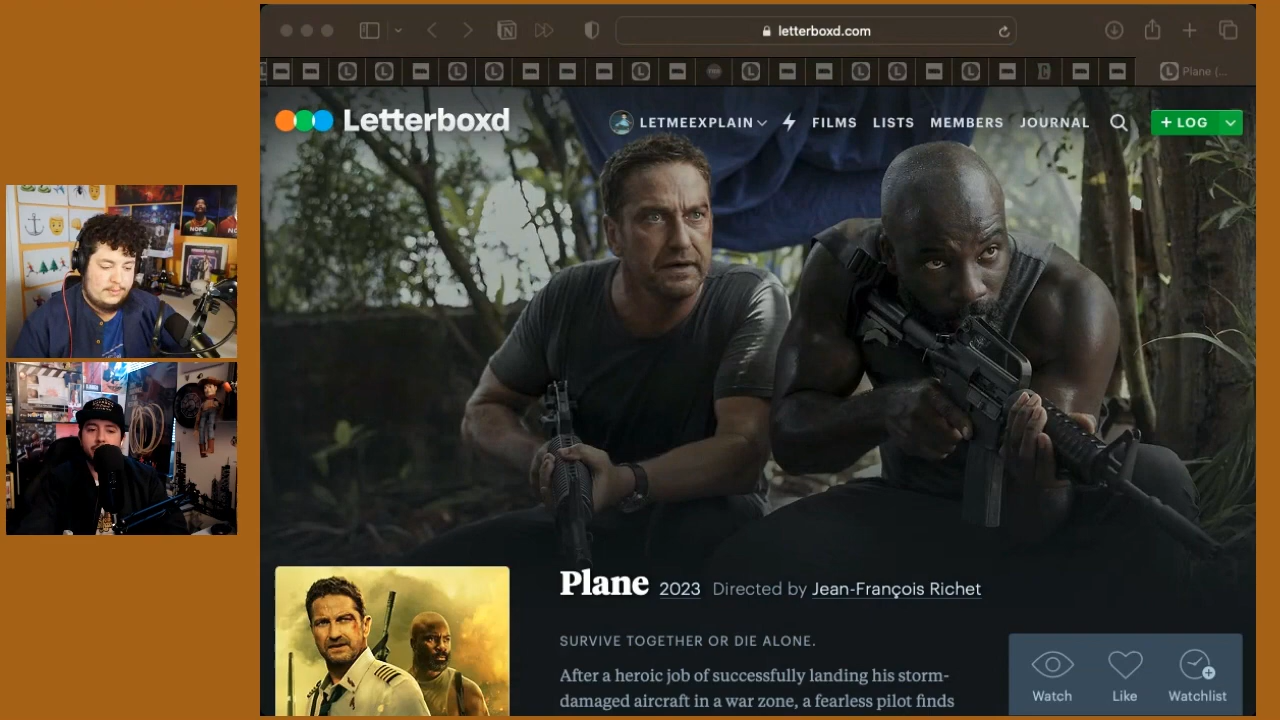 letterboxd.com
Plane (...
Letterboxd
LETMEEXPLAIN
FILMS
LISTS
MEMBERS
JOURNAL
+ LOG
NOPE
Plane 2023 Directed by Jean-François Richet
SURVIVE TOGETHER OR DIE ALONE.
After a heroic job of successfully landing his storm-
damaged aircraft in a war zone, a fearless pilot finds
Watch
Like
Watchlist